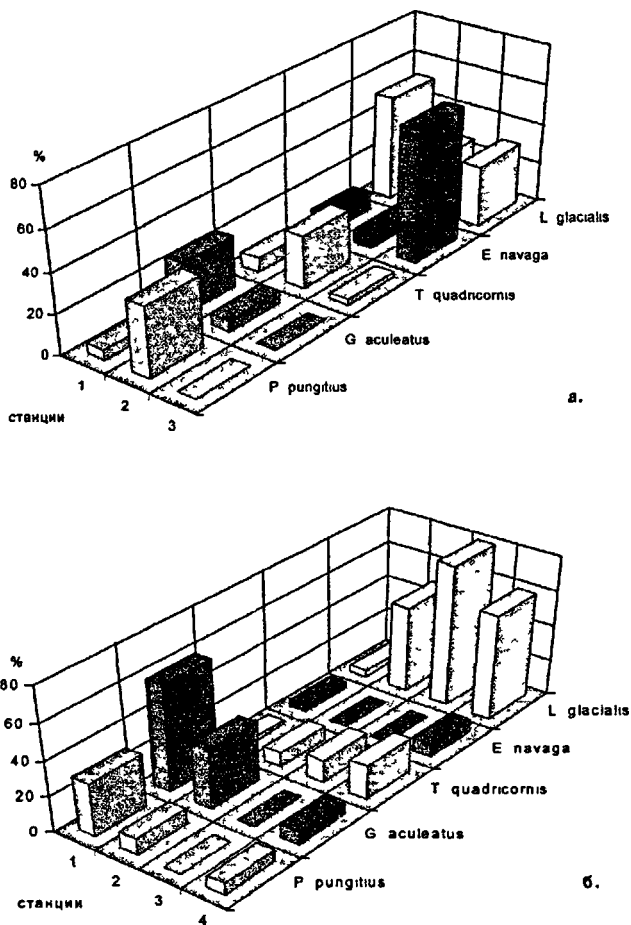 %
80
60
40
20
0
1
2
3
станции
P pungitius
G aculeatus
T quadricornis
E navaga
L glacialis
а.
%
80
60
40
20
0
1
2
3
4
станции
P pungitius
G aculeatus
T quadricornis
E navaga
L glacialis
б.